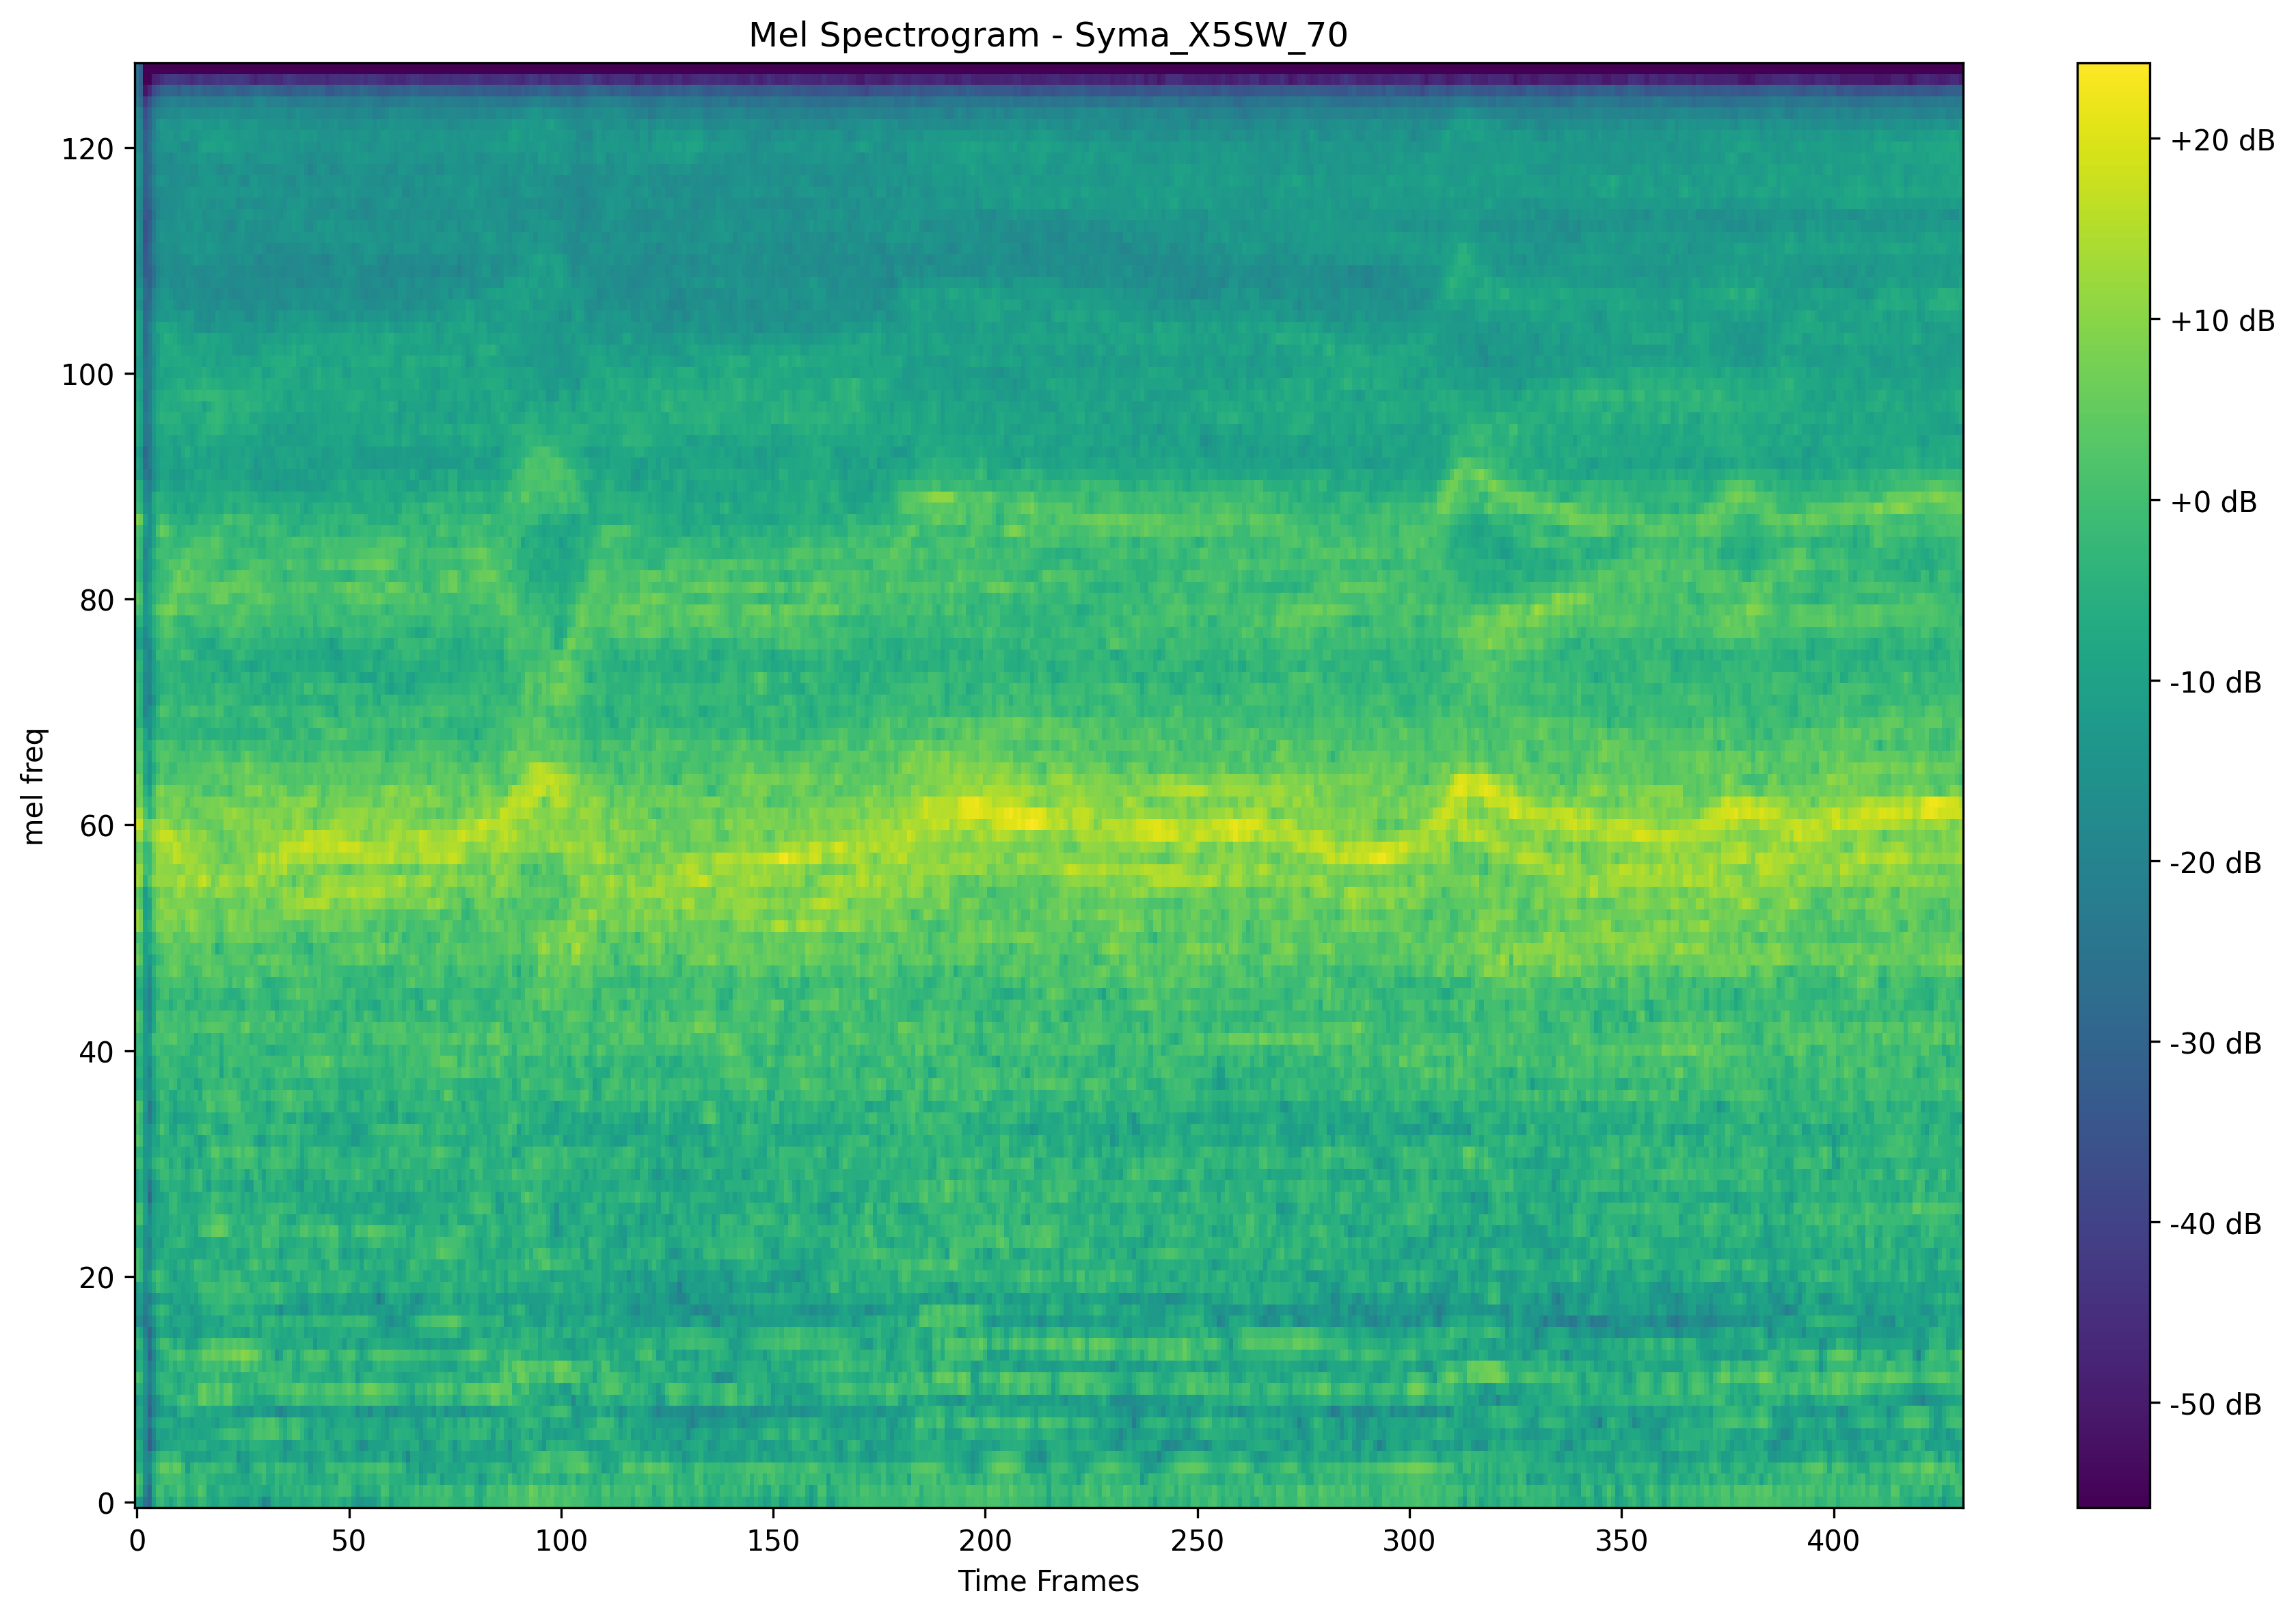 Mel Spectrogram - Syma_X5SW_70
mel freq
120
100
80
60
40
20
0
0 50 100 150 200 250 300 350 400
Time Frames
+20 dB
+10 dB
+0 dB
-10 dB
-20 dB
-30 dB
-40 dB
-50 dB